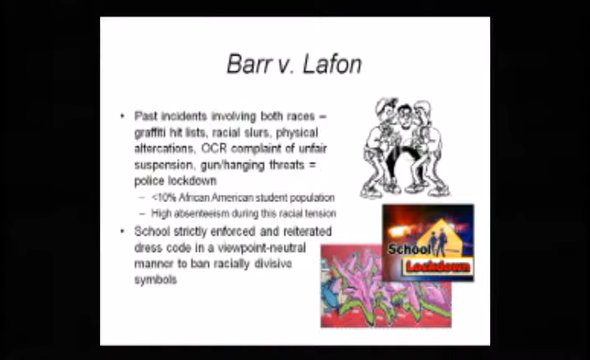 Barr v. Lafon
• Past incidents involving both races –
graffiti hit lists, racial slurs, physical
altercations, OCR complaint of unfair
suspension, gun/hanging threats =
police lockdown
– <10% African American student population
– High absenteeism during this racial tension
• School strictly enforced and reiterated
dress code in a viewpoint-neutral
manner to ban racially divisive
symbols
School
Lockdown